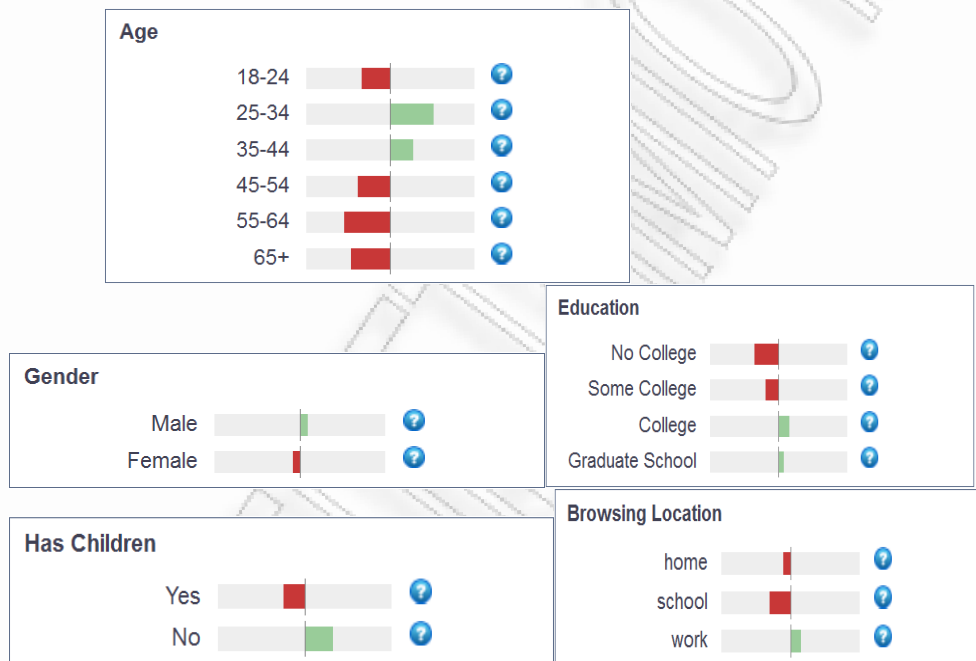 Age
18-24
25-34
35-44
45-54
55-64
65+
Education
No College
Some College
College
Graduate School
Gender
Male
Female
Has Children
Yes
No
Browsing Location
home
school
work